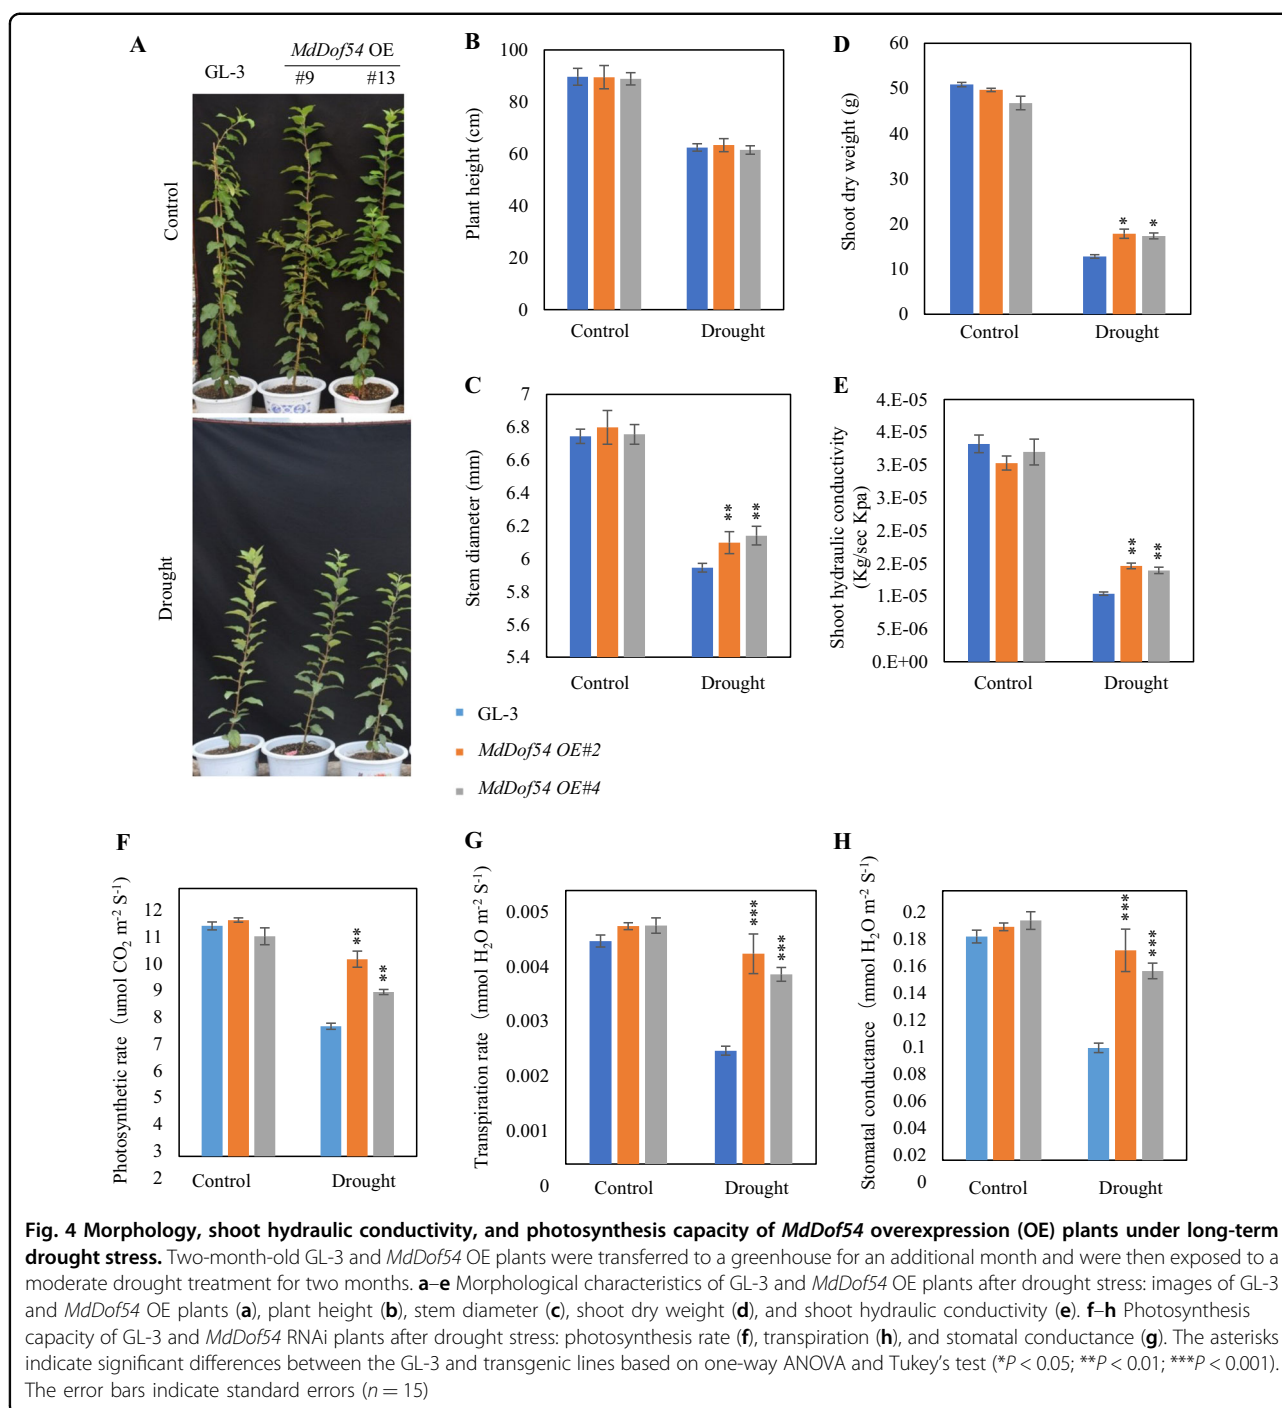 A
MdDof54 OE
GL-3
#9
#13
Control
Drought
B
Plant height (cm)
100
80
60
40
20
0
Control
Drought
D
Shoot dry weight (g)
60
50
40
30
20
10
0
Control
Drought
*
*
C
Stem diameter (mm)
7
6.8
6.6
6.4
6.2
6
5.8
5.6
5.4
Control
Drought
**
**
E
Shoot hydraulic conductivity
(Kg/sec Kpa)
4.E-05
4.E-05
3.E-05
3.E-05
2.E-05
2.E-05
1.E-05
5.E-06
0.E+00
Control
Drought
**
**
GL-3
MdDof54 OE#2
MdDof54 OE#4
F
Photosynthetic rate (umol CO2 m-2 S-1)
12
11
10
9
8
7
6
5
4
3
2
Control
Drought
**
**
G
Transpiration rate (mmol H2O m-2 S-1)
0.005
0.004
0.003
0.002
0.001
0
Control
Drought
***
***
H
Stomatal conductance (mmol H2O m-2 S-1)
0.2
0.18
0.16
0.14
0.12
0.1
0.08
0.06
0.04
0.02
0
Control
Drought
***
***
Fig. 4 Morphology, shoot hydraulic conductivity, and photosynthesis capacity of MdDof54 overexpression (OE) plants under long-term
drought stress. Two-month-old GL-3 and MdDof54 OE plants were transferred to a greenhouse for an additional month and were then exposed to a
moderate drought treatment for two months. a–e Morphological characteristics of GL-3 and MdDof54 OE plants after drought stress: images of GL-3
and MdDof54 OE plants (a), plant height (b), stem diameter (c), shoot dry weight (d), and shoot hydraulic conductivity (e). f–h Photosynthesis
capacity of GL-3 and MdDof54 RNAi plants after drought stress: photosynthesis rate (f), transpiration (h), and stomatal conductance (g). The asterisks
indicate significant differences between the GL-3 and transgenic lines based on one-way ANOVA and Tukey's test (*P < 0.05; **P < 0.01; ***P < 0.001).
The error bars indicate standard errors (n = 15)